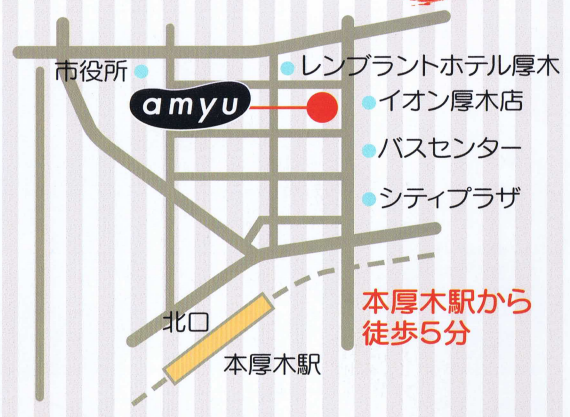 市役所
レンブラントホテル厚木
amyu
イオン厚木店
バスセンター
シティプラザ
本厚木駅から
徒歩5分
北口
本厚木駅